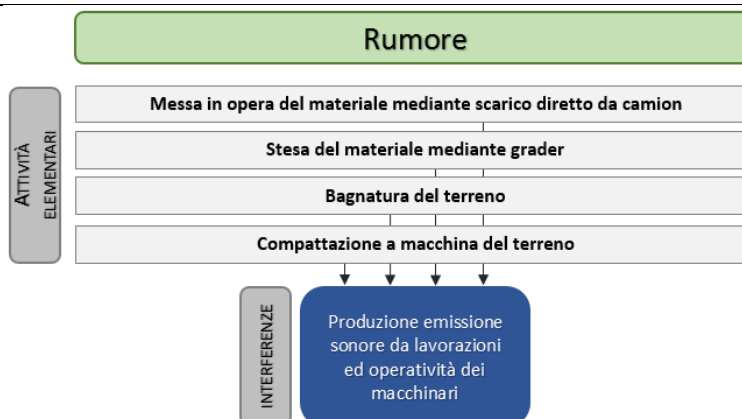 Rumore
ATTIVITÀ
ELEMENTARI
Messa in opera del materiale mediante scarico diretto da camion
Stesa del materiale mediante grader
Bagnatura del terreno
Compattazione a macchina del terreno
INTERFERENZE
Produzione emissione
sonore da lavorazioni
ed operatività dei
macchinari